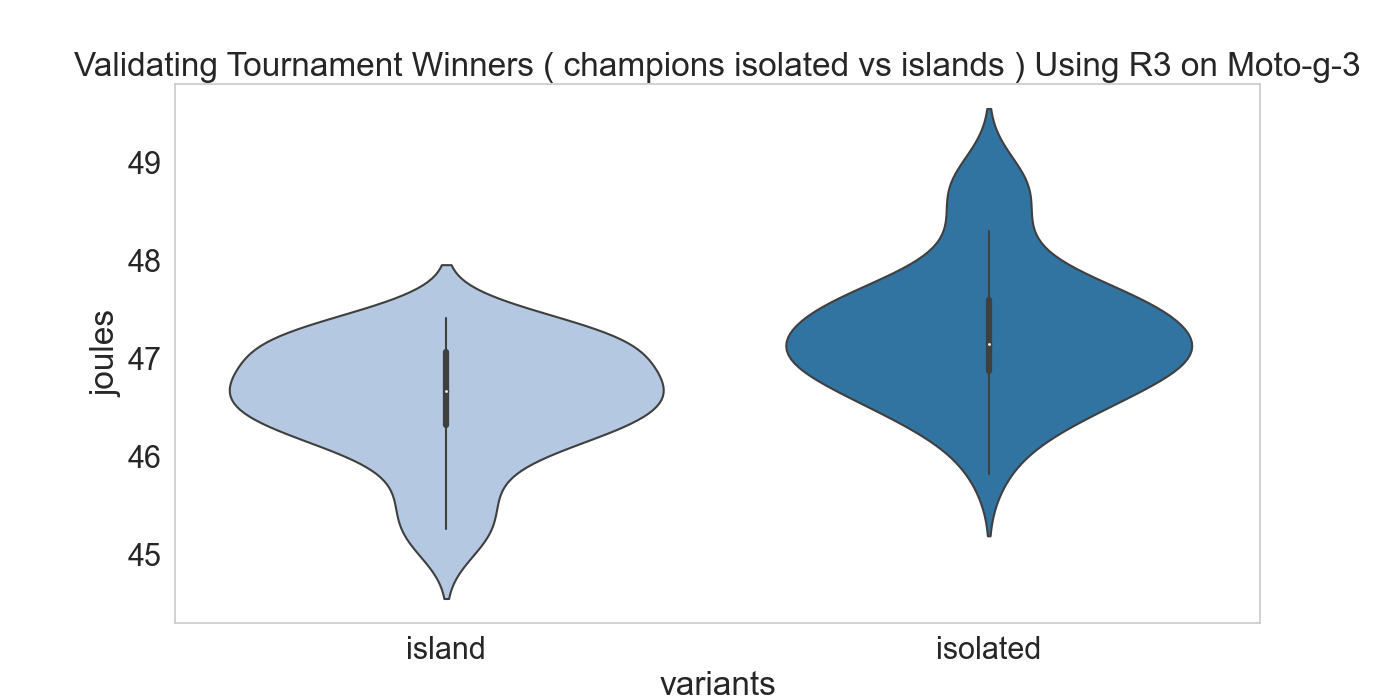 Validating Tournament Winners ( champions isolated vs islands ) Using R3 on Moto-g-3
49
48
47
46
45
joules
island
isolated
variants